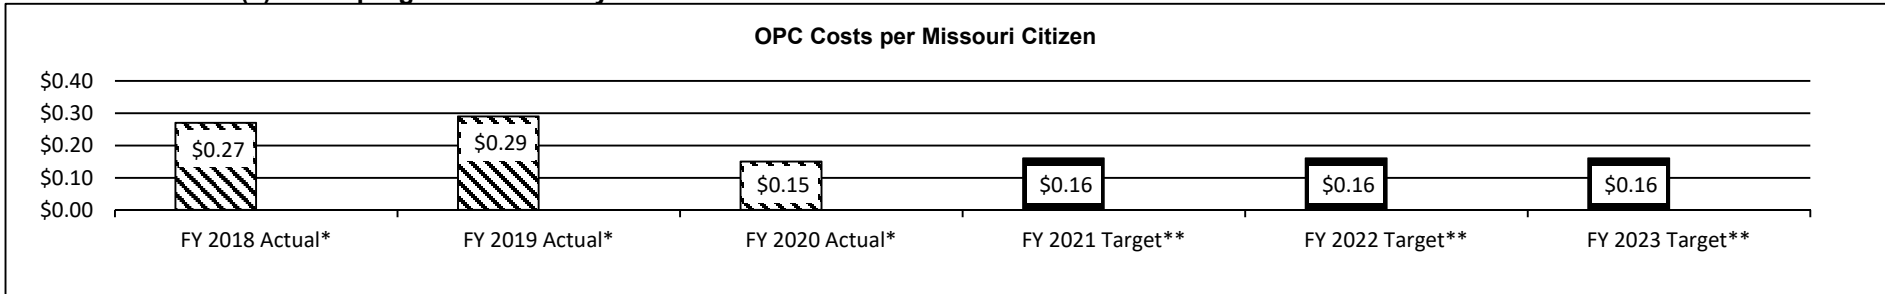 OPC Costs per Missouri Citizen
$0.40
$0.30
$0.20
$0.10
$0.00
$0.27
$0.29
$0.15
$0.16
$0.16
$0.16
FY 2018 Actual*
FY 2019 Actual*
FY 2020 Actual*
FY 2021 Target**
FY 2022 Target**
FY 2023 Target**